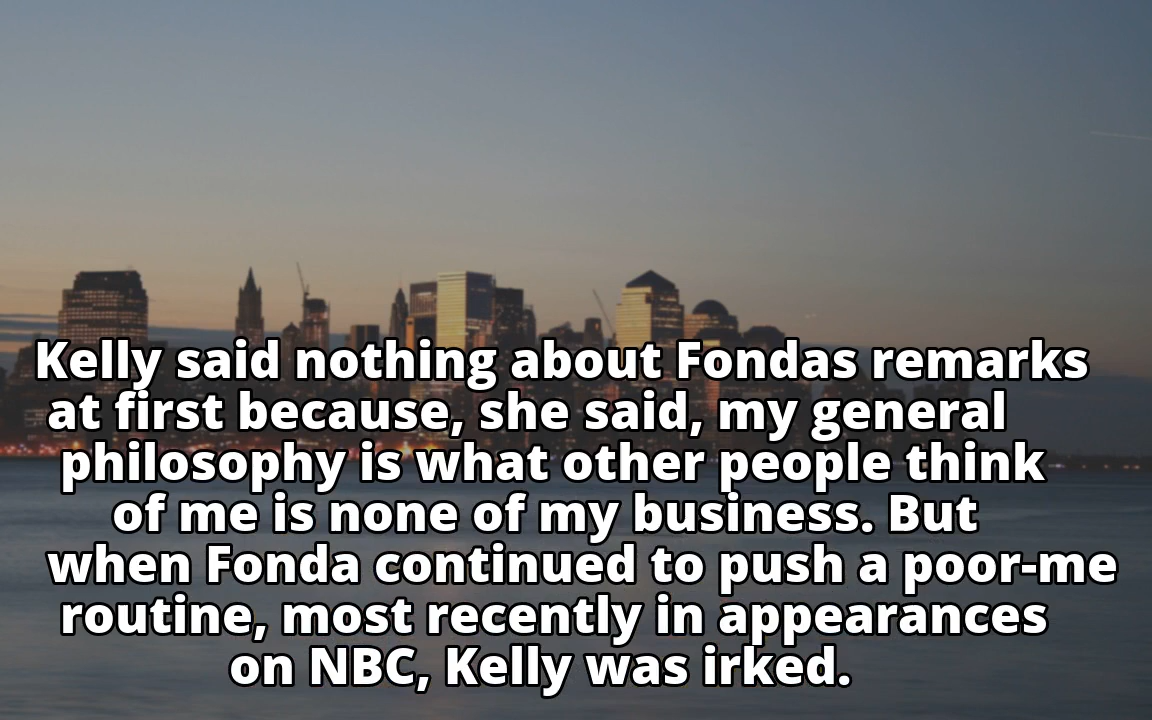 Kelly said nothing about Fondas remarks
at first because, she said, my general
philosophy is what other people think
of me is none of my business. But
when Fonda continued to push a poor-me
routine, most recently in appearances
on NBC, Kelly was irked.